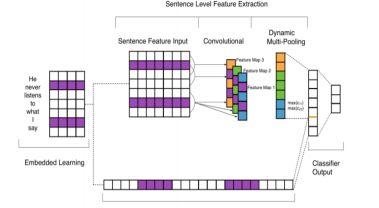 Sentence Level Feature Extraction
Dynamic
Multi-Pooling
Sentence Feature Input
Convolutional
Feature Map 3
Feature Map 2
Feature Map 1
He
never
listens
to
what
I
say
Embedded Learning
Classifier
Output